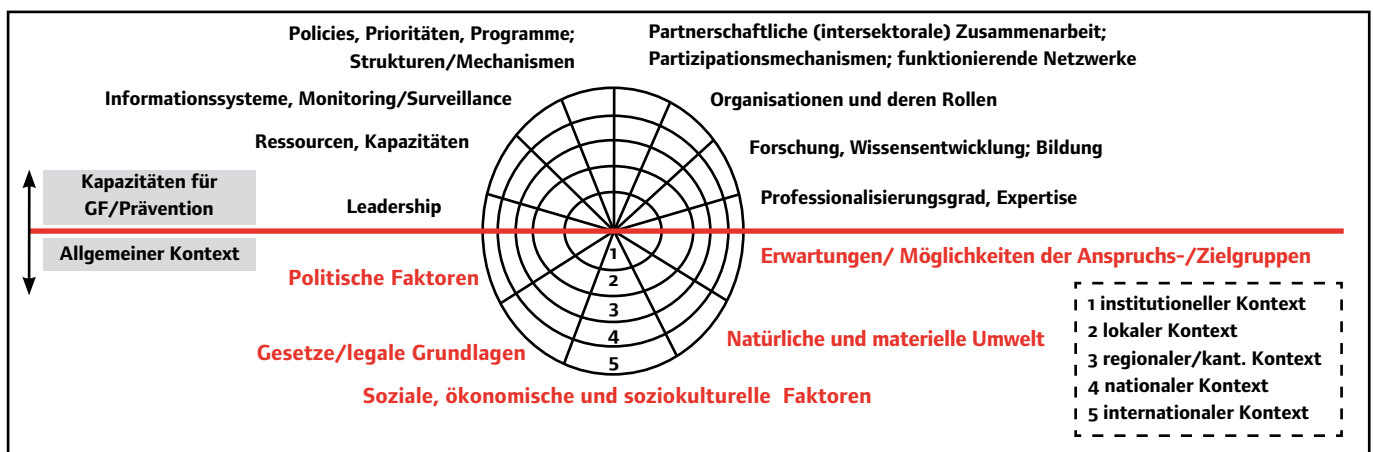 Policies, Prioritäten, Programme;
Strukturen/Mechanismen
Partnerschaftliche (intersektorale) Zusammenarbeit;
Partizipationsmechanismen; funktionierende Netzwerke
Informationssysteme, Monitoring/Surveillance
Organisationen und deren Rollen
Ressourcen, Kapazitäten
Forschung, Wissensentwicklung; Bildung
Kapazitäten für
GF/Prävention
Leadership
Professionalisierungsgrad, Expertise
Allgemeiner Kontext
Erwartungen/ Möglichkeiten der Anspruchs-/Zielgruppen
Politische Faktoren
1
2
3
4
5
Natürliche und materielle Umwelt
Gesetze/legale Grundlagen
Soziale, ökonomische und soziokulturelle Faktoren
1 institutioneller Kontext
2 lokaler Kontext
3 regionaler/kant. Kontext
4 nationaler Kontext
5 internationaler Kontext